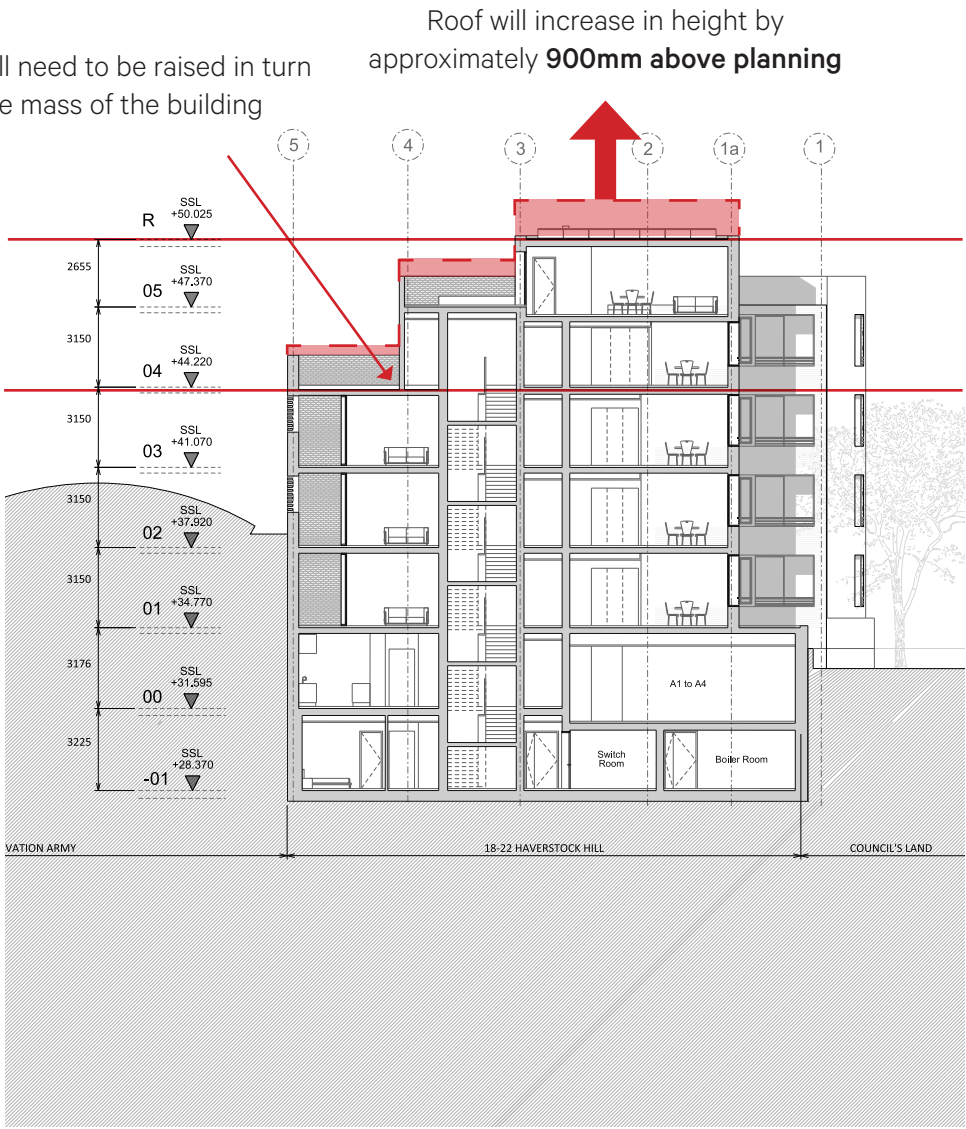 Roof will increase in height by
approximately 900mm above planning
ll need to be raised in turn
e mass of the building
5
4
3
2
1a
1
R
SSL
+50.025
2655
05
SSL
+47.370
3150
04
SSL
+44.220
3150
03
SSL
+41.070
3150
02
SSL
+37.920
3150
01
SSL
+34.770
3176
00
SSL
+31.595
3225
-01
SSL
+28.370
A1 to A4
Switch
Room
Boiler Room
VATION ARMY
18-22 HAVERSTOCK HILL
COUNCIL'S LAND